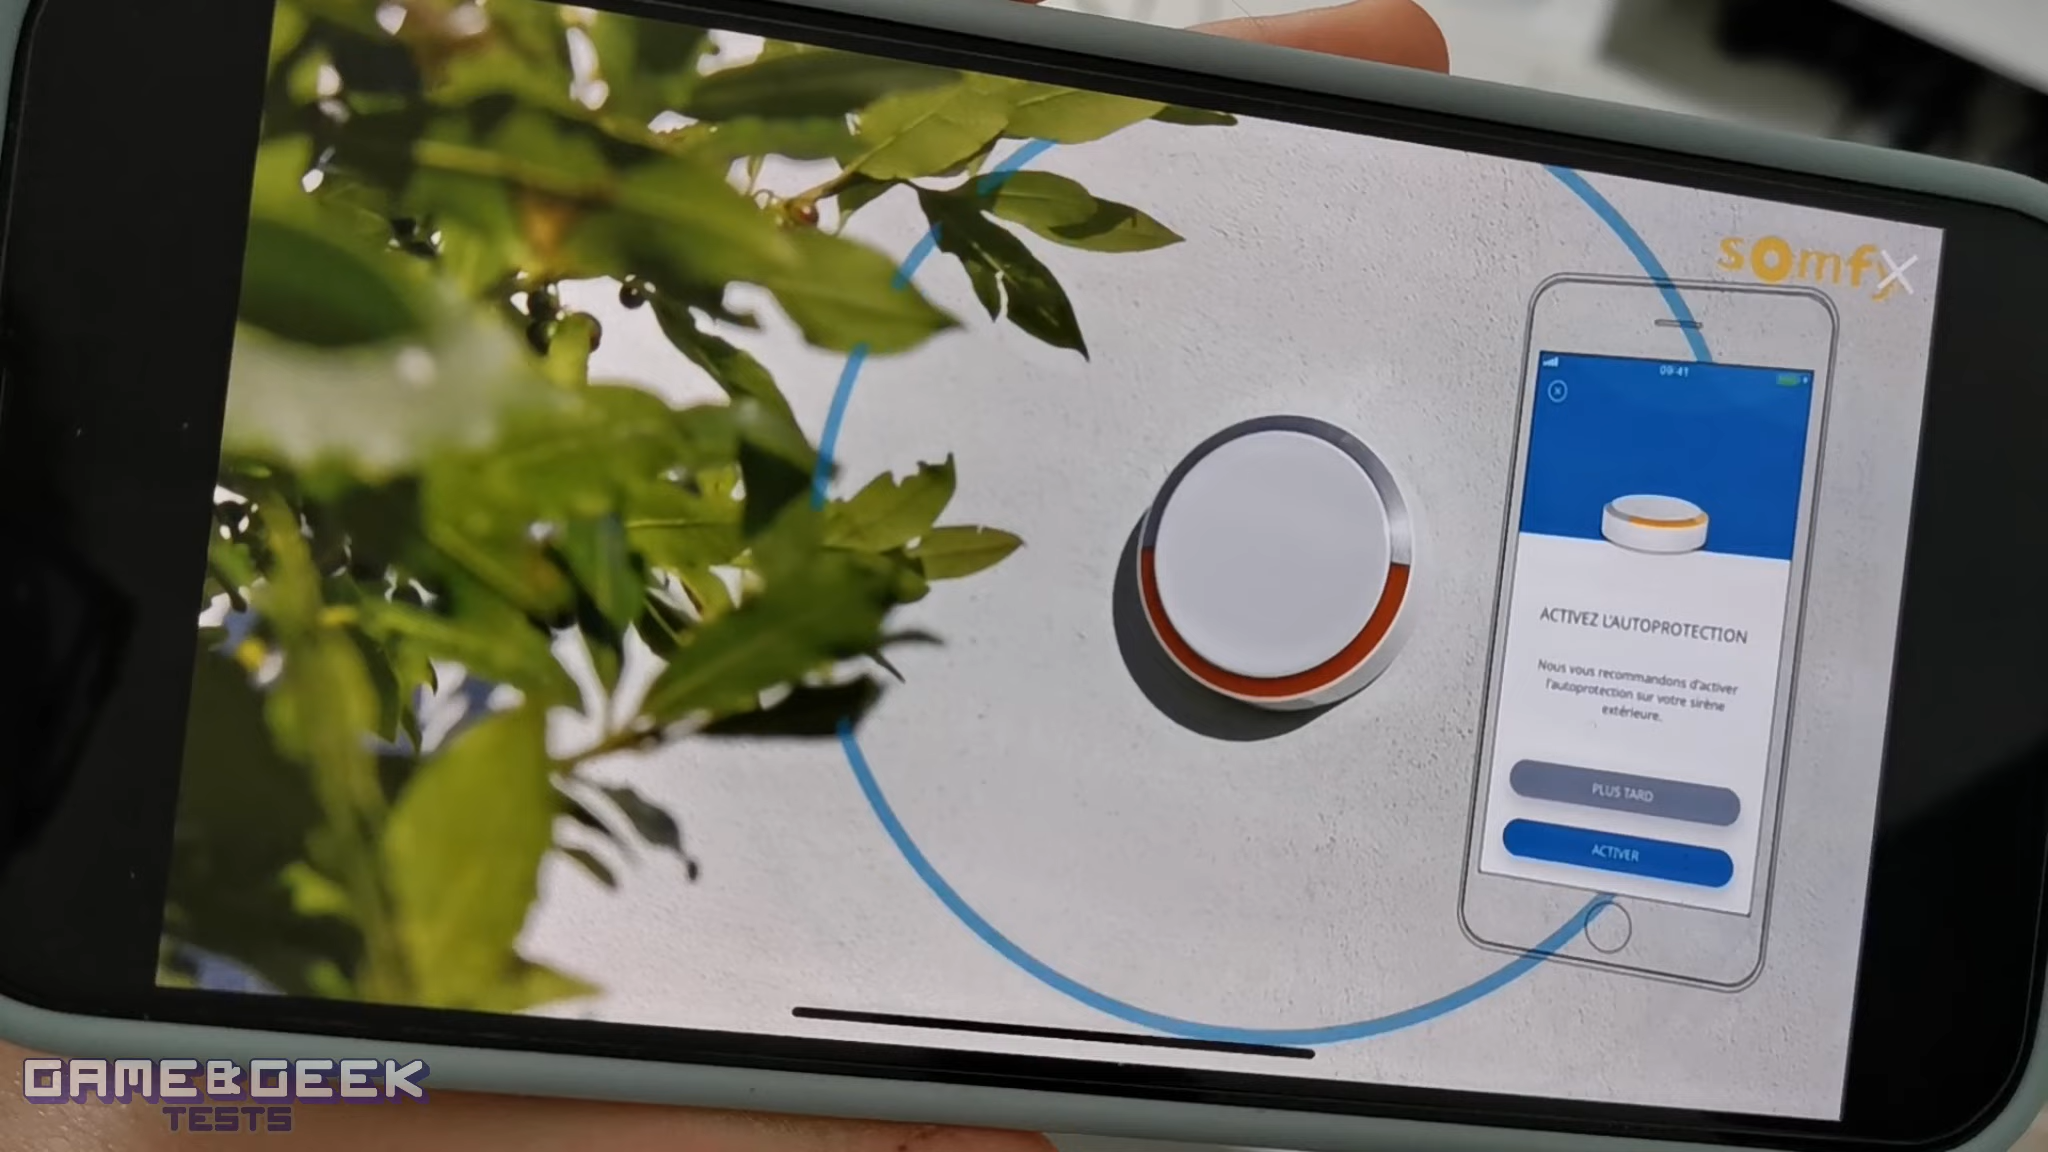 somfy
09:41
ACTIVEZ L'AUTOPROTECTION
Nous vous recommandons d'activer
l'autoprotection sur votre sirène
extérieure.
PLUS TARD
ACTIVER
GAME&GEEK
TESTS